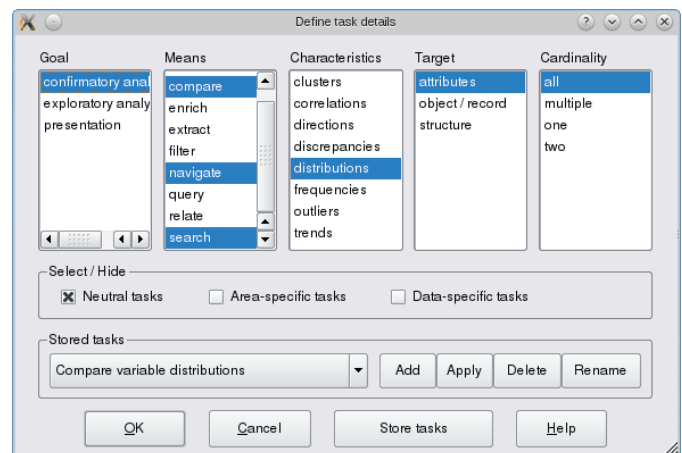 Define task details
Goal
confirmatory anal
exploratory analy
presentation
Means
compare
enrich
extract
filter
navigate
query
relate
search
Characteristics
clusters
correlations
directions
discrepancies
distributions
frequencies
outliers
trends
Target
attributes
object / record
structure
Cardinality
all
multiple
one
two
Select / Hide
Neutral tasks
Area-specific tasks
Data-specific tasks
Stored tasks
Compare variable distributions
Add
Apply
Delete
Rename
OK
Cancel
Store tasks
Help